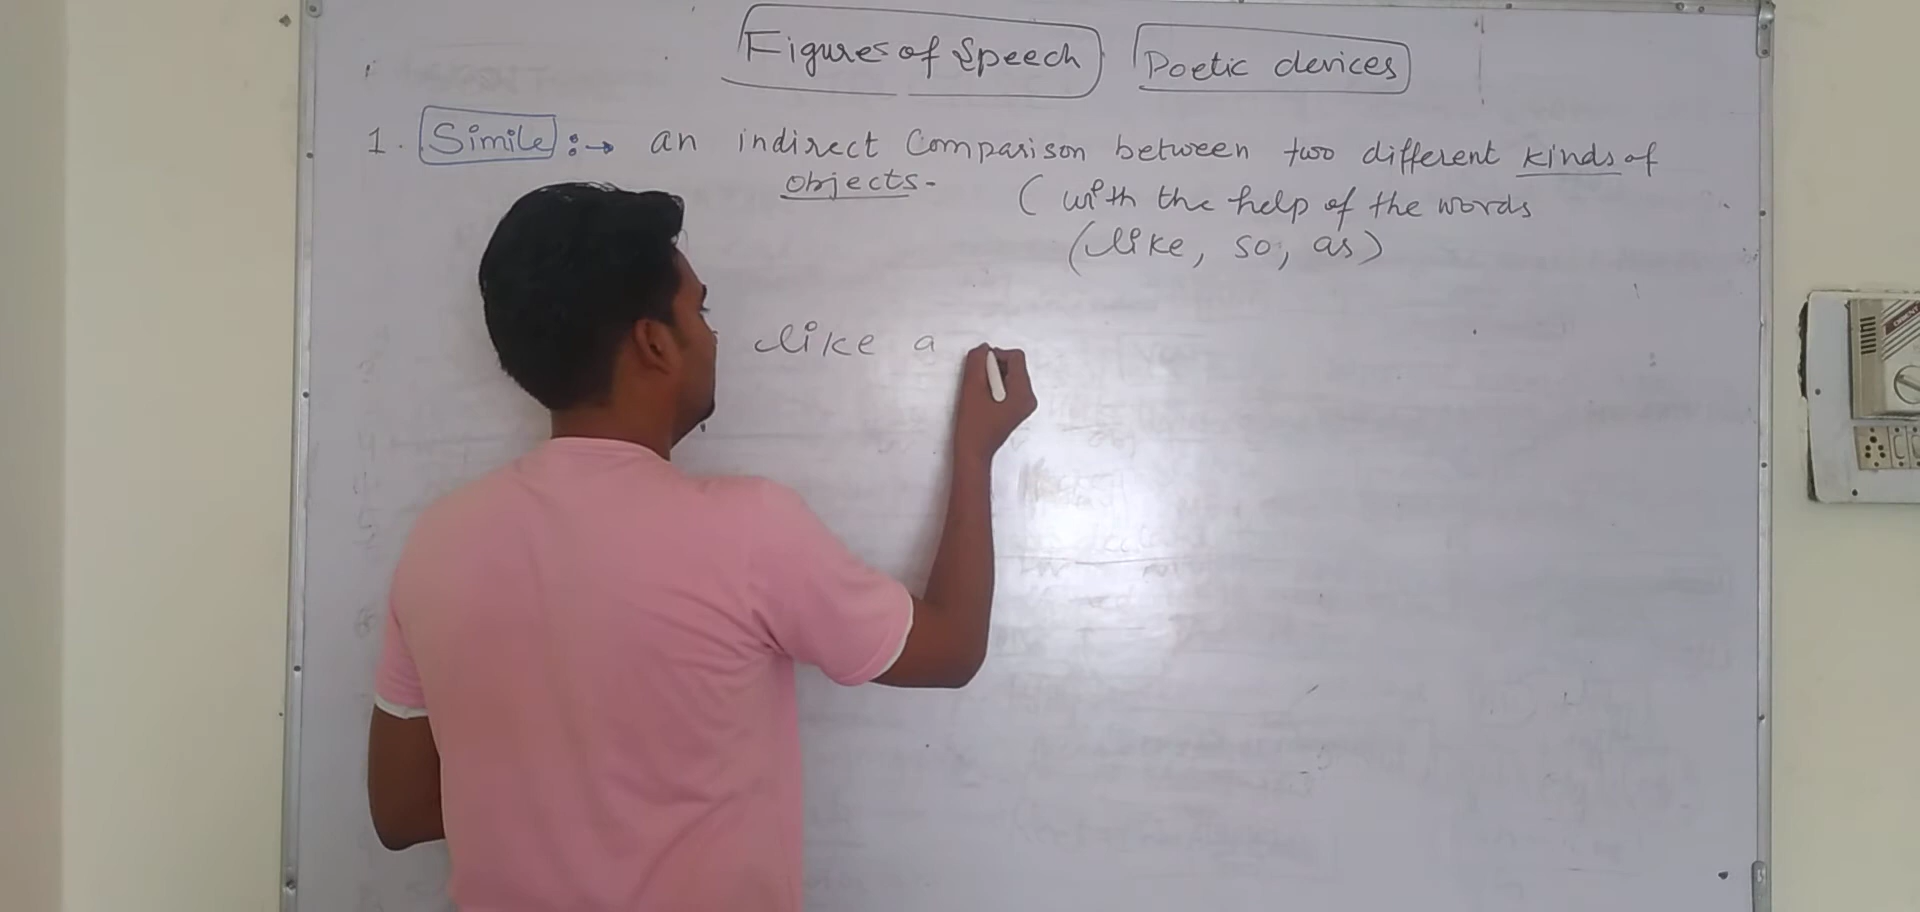 Figures of Speech Poetic devices
1. Simile :→ an indirect Comparison between two different kinds of
objects-
( with the help of the words
(like, so, as)
like a